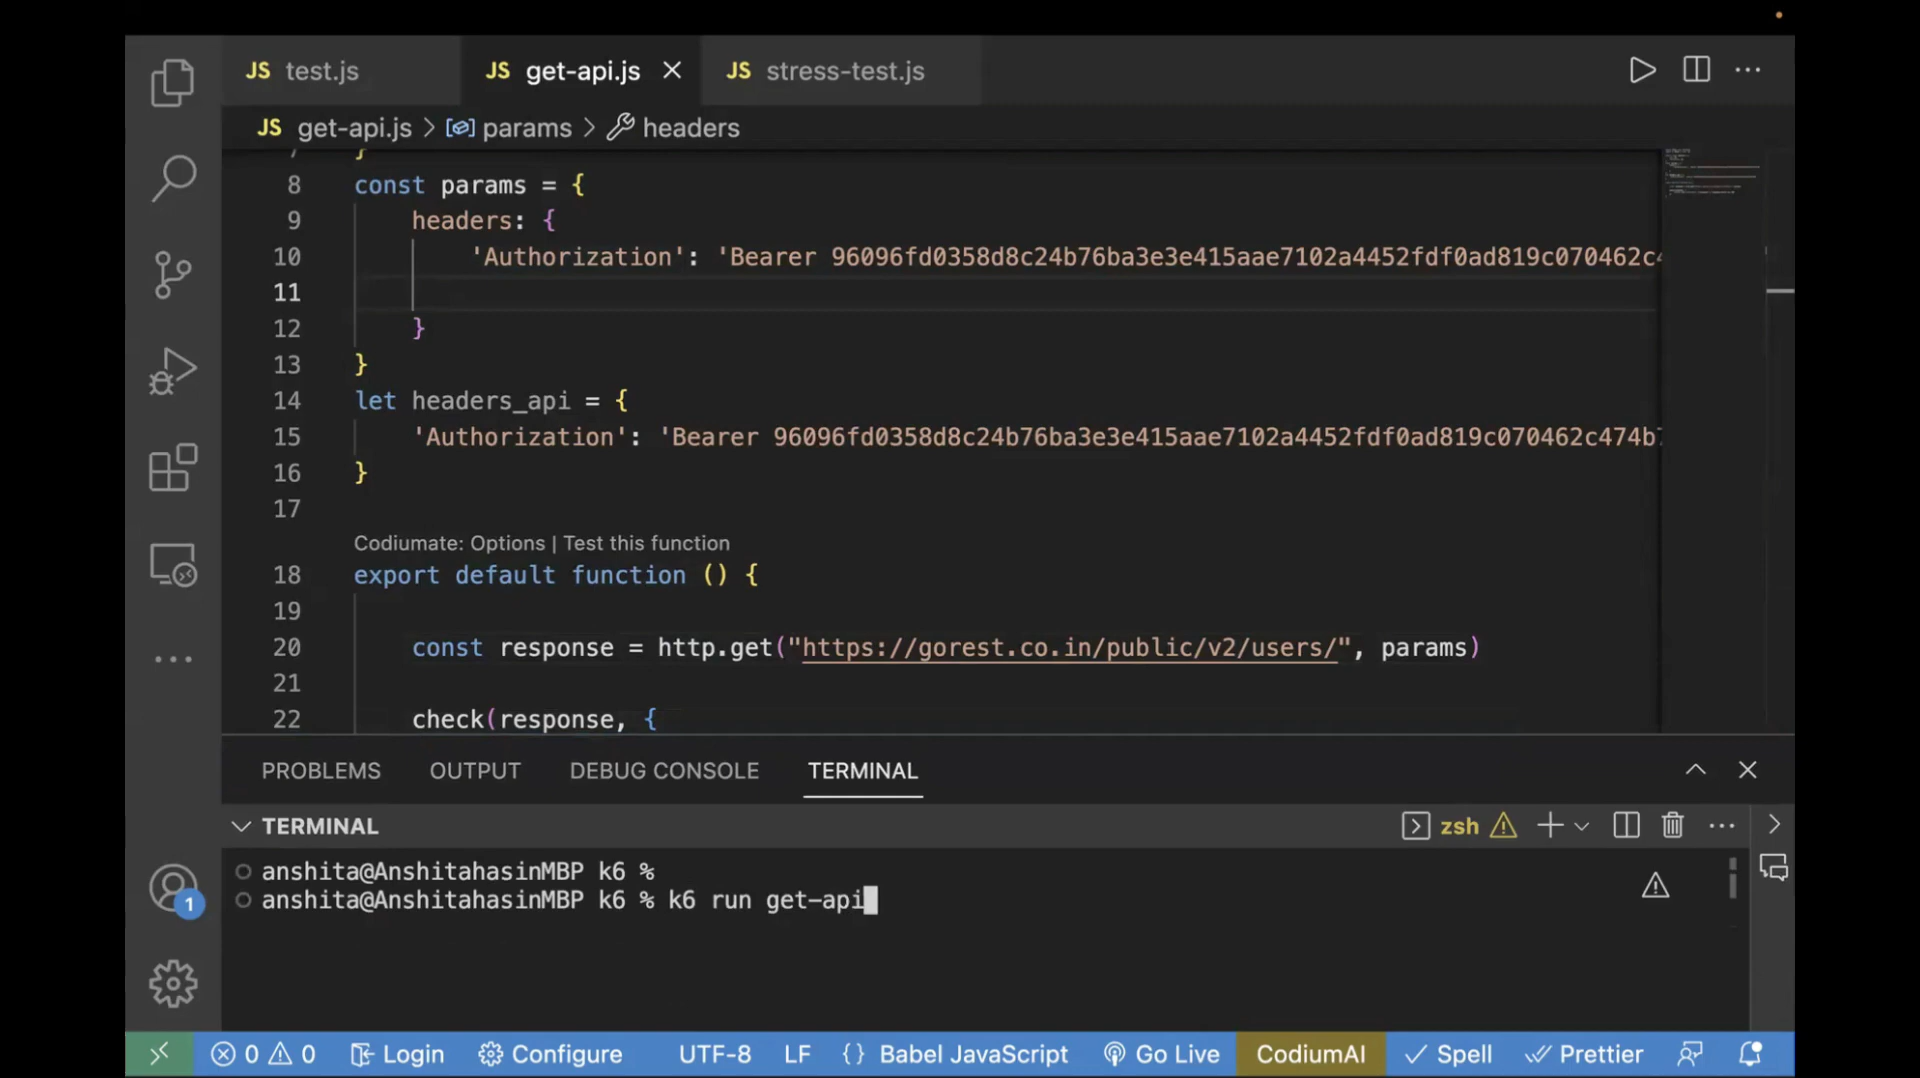 JS test.js
JS get-api.js
JS stress-test.js
JS get-api.js > params > headers
7 }
8 const params = {
9 headers: {
10 'Authorization': 'Bearer 96096fd0358d8c24b76ba3e3e415aae7102a4452fdf0ad819c070462c4
11
12 }
13 }
14 let headers_api = {
15 'Authorization': 'Bearer 96096fd0358d8c24b76ba3e3e415aae7102a4452fdf0ad819c070462c474b
16 }
17
Codiumate: Options | Test this function
18 export default function () {
19
20 const response = http.get("https://gorest.co.in/public/v2/users/", params)
21
22 check(response, {
PROBLEMS OUTPUT DEBUG CONSOLE TERMINAL
TERMINAL
zsh
anshita@AnshitahasinMBP k6 %
anshita@AnshitahasinMBP k6 % k6 run get-api
1
0 0 Login Configure UTF-8 LF {} Babel JavaScript Go Live CodiumAI Spell Prettier